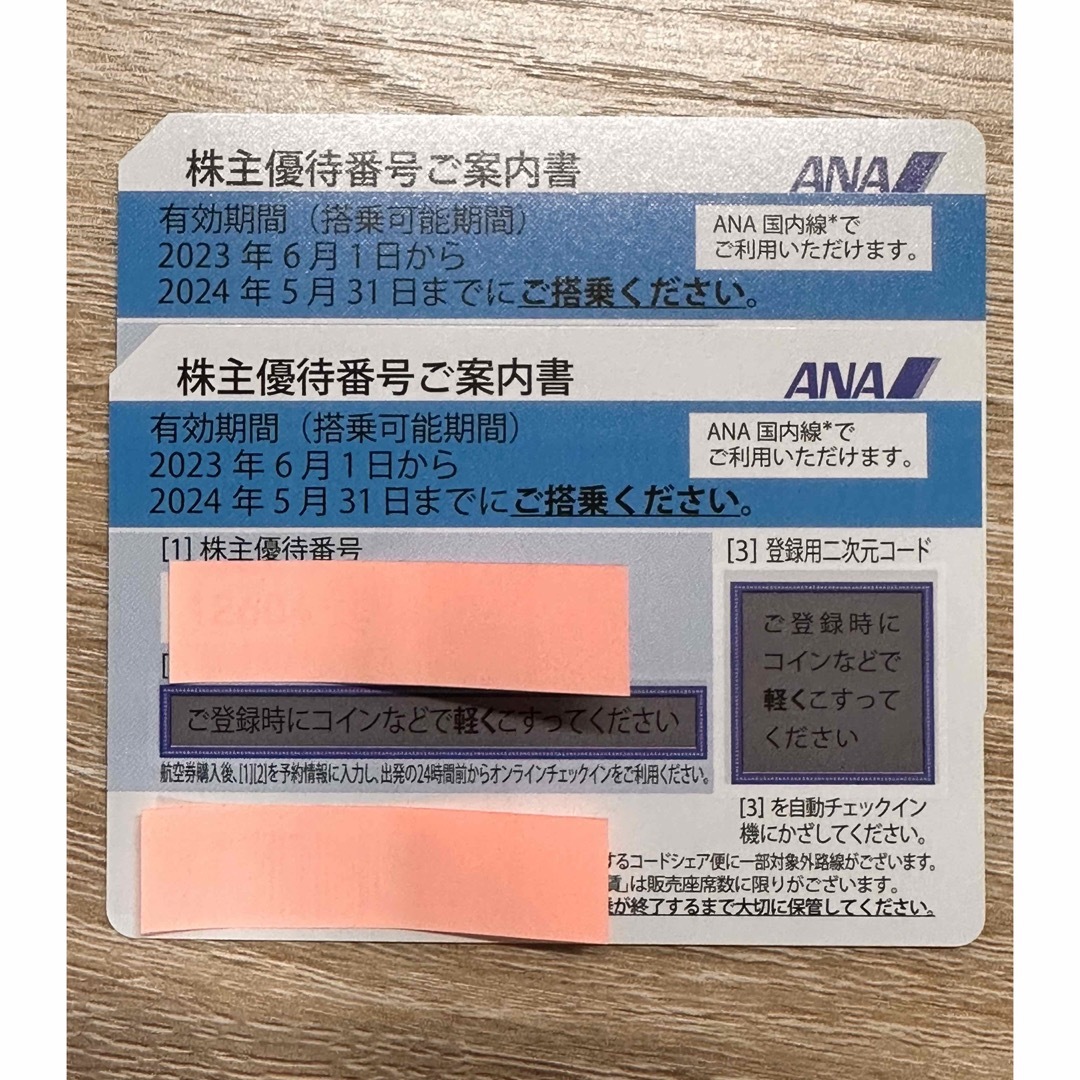 株主優待番号ご案内書
ANA
有効期間（搭乗可能期間）
2023 年 6 月 1 日から
2024 年 5 月 31 日までにご搭乗ください。
ANA 国内線*で
ご利用いただけます。
株主優待番号ご案内書
ANA
有効期間（搭乗可能期間）
2023 年 6 月 1 日から
2024 年 5 月 31 日までにご搭乗ください。
ANA 国内線*で
ご利用いただけます。
[1] 株主優待番号
ご登録時にコインなどで軽くこすってください
航空券購入後、[1][2]を予約情報に入力し、出発の24時間前からオンラインチェックインをご利用ください。
[3] 登録用二次元コード
ご登録時に
コインなどで
軽くこすって
ください
[3] を自動チェックイン
機にかざしてください。
するコードシェア便に一部対象外路線がございます。
賃」は販売座席数に限りがございます。
が終了するまで大切に保管してください。